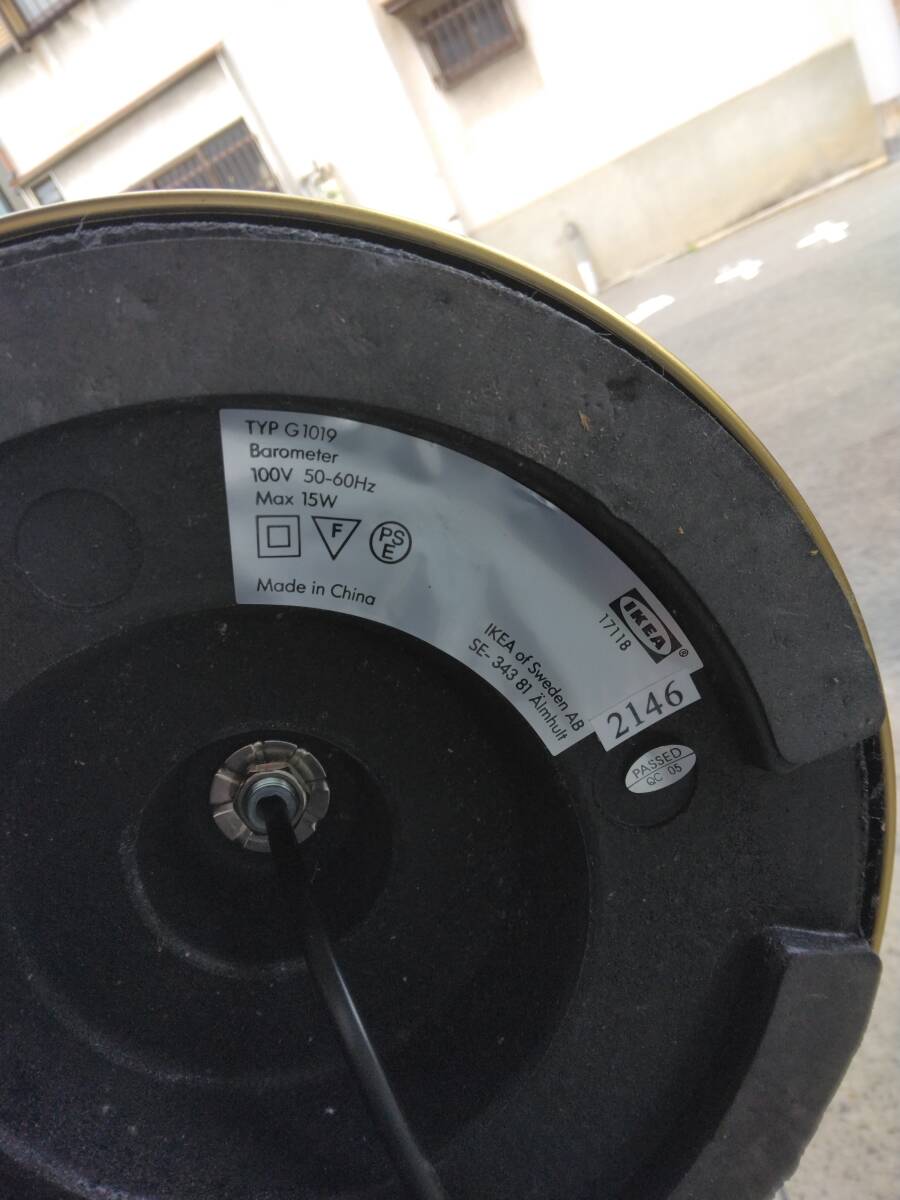 TYP G1019
Barometer
100V 50-60Hz
Max 15W
F
PS
E
Made in China
IKEA®
17118
IKEA of Sweden AB
SE- 343 81 Älmhult
2146
PASSED
QC 05